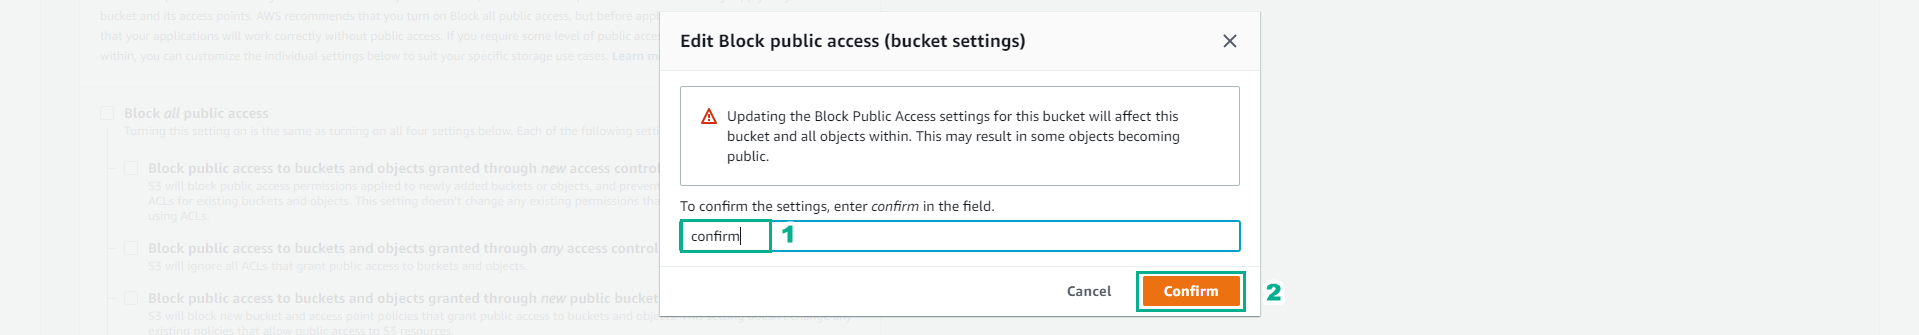 bucket and its access points. AWS recommends that you turn on Block all public access, but before appl
that your applications will work correctly without public access. If you require some level of public acces
within, you can customize the individual settings below to suit your specific storage use cases. Learn m
Block all public access
Turning this setting on is the same as turning on all four settings below. Each of the following setti
Block public access to buckets and objects granted through new access control
S3 will block public access permissions applied to newly added buckets or objects, and prevent
ACLs for existing buckets and objects. This setting doesn't change any existing permissions tha
using ACLs.
Block public access to buckets and objects granted through any access control
S3 will ignore all ACLs that grant public access to buckets and objects.
Block public access to buckets and objects granted through new public bucket
S3 will block new bucket and access point policies that grant public access to buckets and objects. This setting doesn't change any
existing policies that allow public access to S3 resources.
Edit Block public access (bucket settings)
Updating the Block Public Access settings for this bucket will affect this
bucket and all objects within. This may result in some objects becoming
public.
To confirm the settings, enter confirm in the field.
confirm 1
Cancel Confirm 2